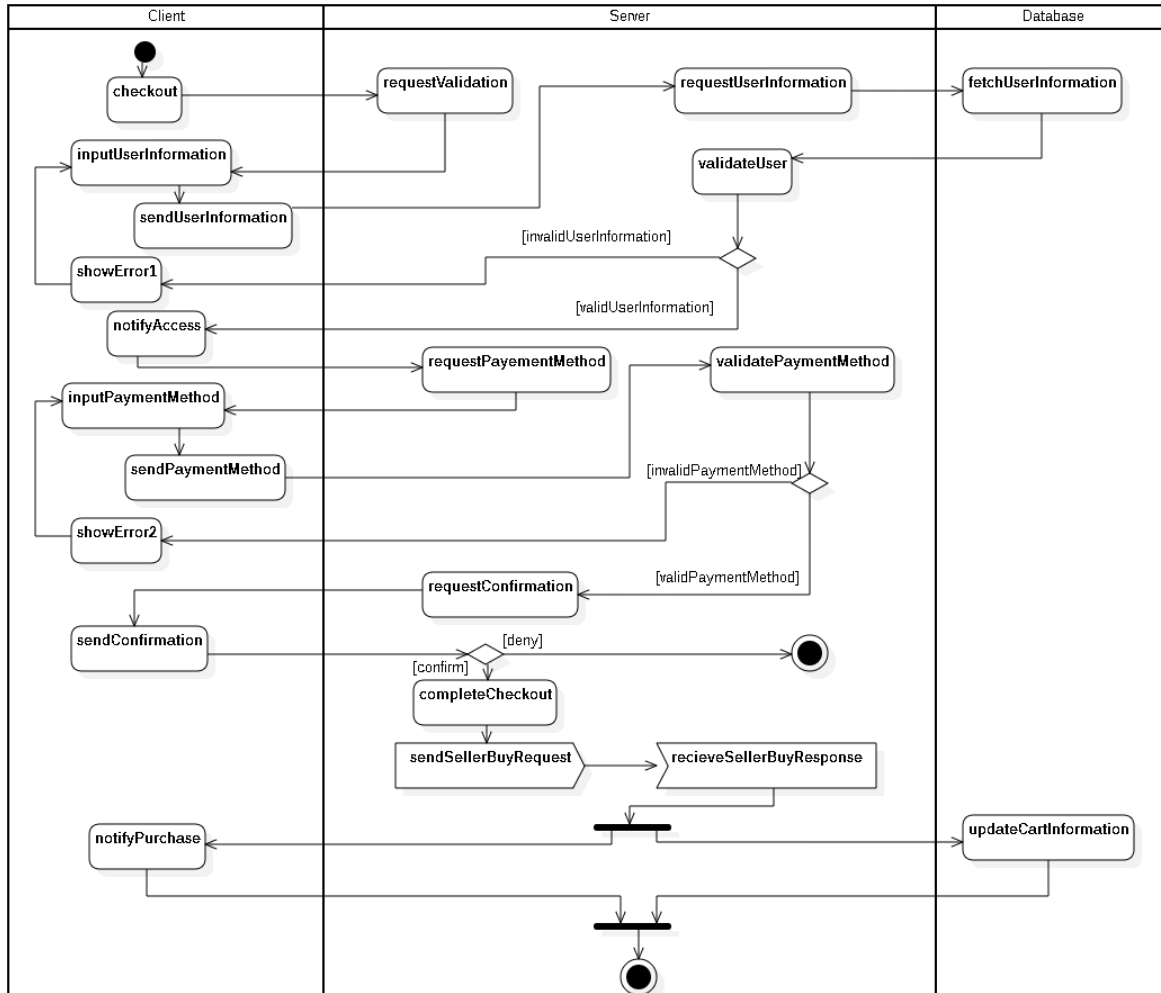 Client
Server
Database
checkout
requestValidation
requestUserInformation
fetchUserInformation
inputUserInformation
validateUser
sendUserInformation
[invalidUserInformation]
showError1
[validUserInformation]
notifyAccess
requestPayementMethod
validatePaymentMethod
inputPaymentMethod
sendPaymentMethod
[invalidPaymentMethod]
showError2
[validPaymentMethod]
requestConfirmation
sendConfirmation
[deny]
[confirm]
completeCheckout
sendSellerBuyRequest
recieveSellerBuyResponse
notifyPurchase
updateCartInformation